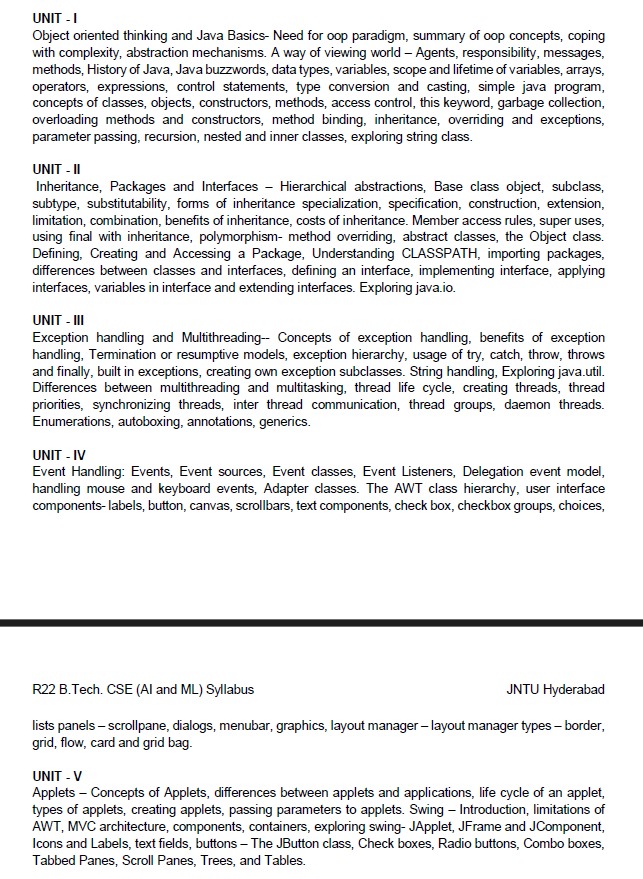 UNIT - I
Object oriented thinking and Java Basics- Need for oop paradigm, summary of oop concepts, coping
with complexity, abstraction mechanisms. A way of viewing world – Agents, responsibility, messages,
methods, History of Java, Java buzzwords, data types, variables, scope and lifetime of variables, arrays,
operators, expressions, control statements, type conversion and casting, simple java program,
concepts of classes, objects, constructors, methods, access control, this keyword, garbage collection,
overloading methods and constructors, method binding, inheritance, overriding and exceptions,
parameter passing, recursion, nested and inner classes, exploring string class.
UNIT - II
Inheritance, Packages and Interfaces – Hierarchical abstractions, Base class object, subclass,
subtype, substitutability, forms of inheritance specialization, specification, construction, extension,
limitation, combination, benefits of inheritance, costs of inheritance. Member access rules, super uses,
using final with inheritance, polymorphism- method overriding, abstract classes, the Object class.
Defining, Creating and Accessing a Package, Understanding CLASSPATH, importing packages,
differences between classes and interfaces, defining an interface, implementing interface, applying
interfaces, variables in interface and extending interfaces. Exploring java.io.
UNIT - III
Exception handling and Multithreading-- Concepts of exception handling, benefits of exception
handling, Termination or resumptive models, exception hierarchy, usage of try, catch, throw, throws
and finally, built in exceptions, creating own exception subclasses. String handling, Exploring java.util.
Differences between multithreading and multitasking, thread life cycle, creating threads, thread
priorities, synchronizing threads, inter thread communication, thread groups, daemon threads.
Enumerations, autoboxing, annotations, generics.
UNIT - IV
Event Handling: Events, Event sources, Event classes, Event Listeners, Delegation event model,
handling mouse and keyboard events, Adapter classes. The AWT class hierarchy, user interface
components- labels, button, canvas, scrollbars, text components, check box, checkbox groups, choices,
R22 B.Tech. CSE (AI and ML) Syllabus JNTU Hyderabad
lists panels – scrollpane, dialogs, menubar, graphics, layout manager – layout manager types – border,
grid, flow, card and grid bag.
UNIT - V
Applets – Concepts of Applets, differences between applets and applications, life cycle of an applet,
types of applets, creating applets, passing parameters to applets. Swing – Introduction, limitations of
AWT, MVC architecture, components, containers, exploring swing- JApplet, JFrame and JComponent,
Icons and Labels, text fields, buttons – The JButton class, Check boxes, Radio buttons, Combo boxes,
Tabbed Panes, Scroll Panes, Trees, and Tables.